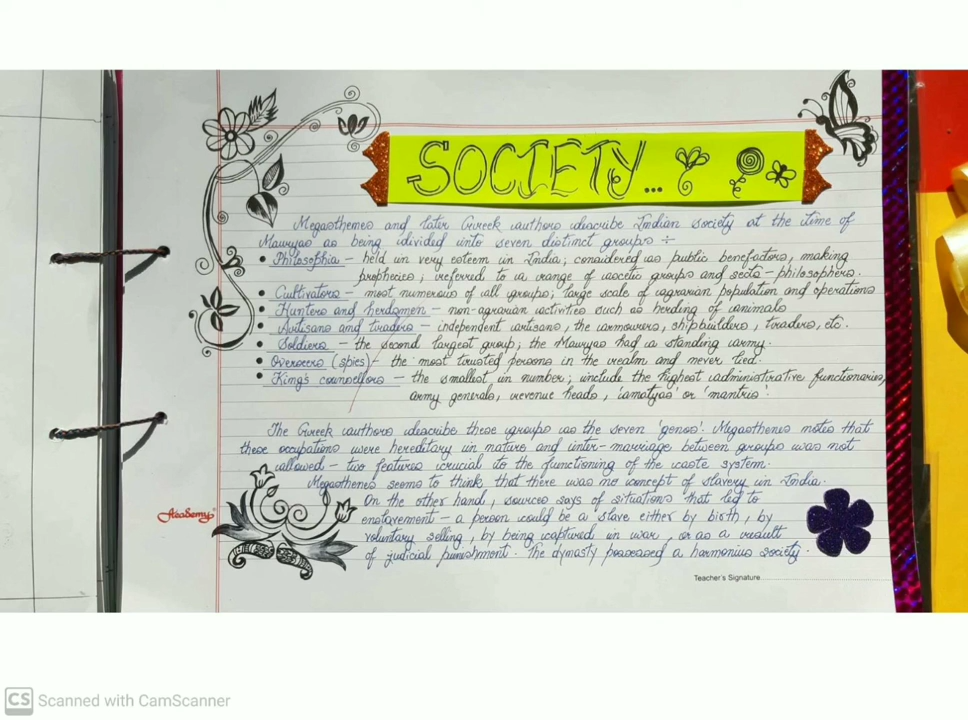 SOCIETY...
Megasthenes and later Greek authors describe Indian society at the time of
Mauryas as being divided into seven distinct groups ÷
• Philosophia – held in very esteem in India; considered as public benefactors, making
prophecies; referred to a range of ascetic groups and sects – philosophers.
• Cultivators – most numerous of all groups; large scale of agrarian population and operations
• Hunters and herdsmen – non-agrarian activities such as herding of animals
• Artisans and traders – independent artisans, the armourers, shipbuilders, traders, etc.
• Soldiers – the second largest group; the Mauryas had a standing army.
• Overseers (spies) – the most trusted persons in the realm and never lied.
• King's counsellors – the smallest in number; include the highest administrative functionaries,
army generals, revenue heads, 'amatyas' or 'mantris'.
The Greek authors describe these groups as the seven 'genos'. Megasthenes notes that
these occupations were hereditary in nature and inter-marriage between groups was not
allowed – two features crucial to the functioning of the caste system.
Megasthenes seems to think that there was no concept of slavery in India.
On the other hand, sources says of situations that led to
enslavement – a person could be a slave either by birth, by
voluntary selling, by being captured in war, or as a result
of judicial punishment. The dynasty possessed a harmonius society.
Academy
Teacher's Signature
CS Scanned with CamScanner